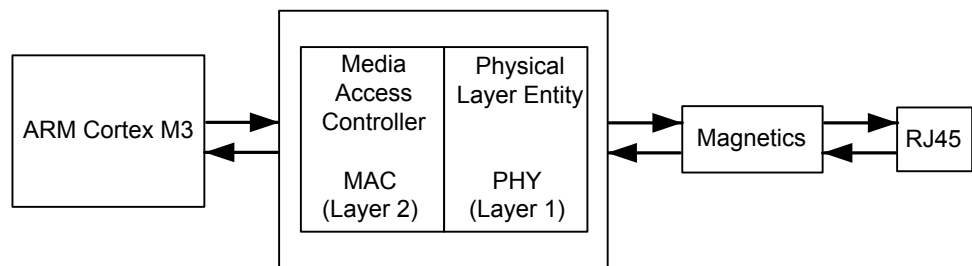 ARM Cortex M3
Media
Access
Controller
MAC
(Layer 2)
Physical
Layer Entity
PHY
(Layer 1)
Magnetics
RJ45